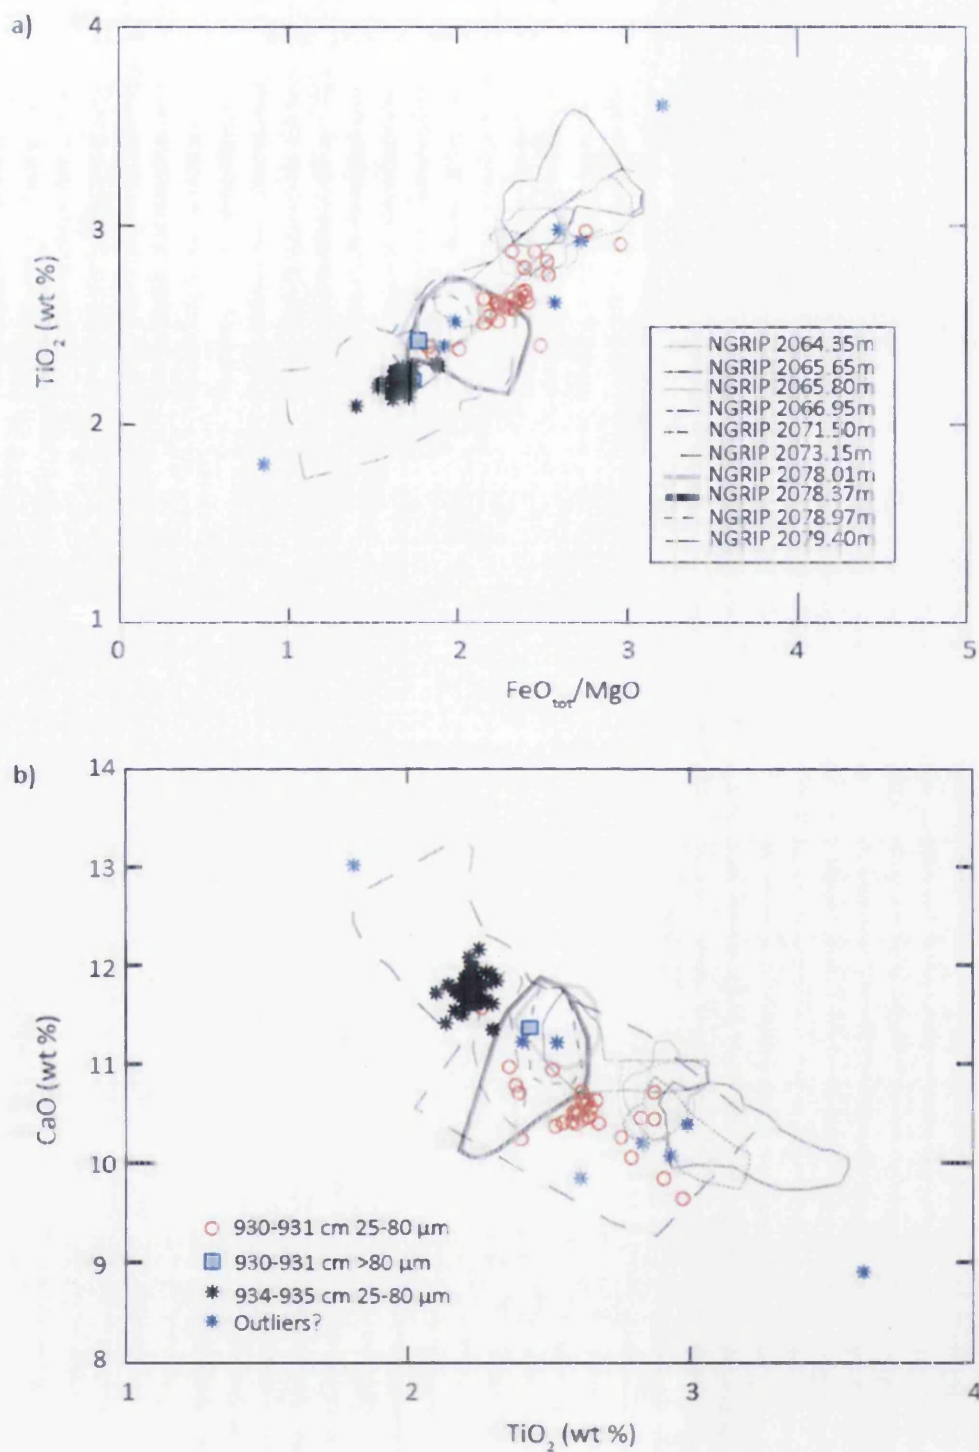 a)
4
3
2
1
TiO2 (wt %)
0 1 2 3 4 5
FeOtot/MgO
NGRIP 2064.35m
NGRIP 2065.65m
NGRIP 2065.80m
NGRIP 2066.95m
NGRIP 2071.50m
NGRIP 2073.15m
NGRIP 2078.01m
NGRIP 2078.37m
NGRIP 2078.97m
NGRIP 2079.40m
b)
14
13
12
11
10
9
8
CaO (wt %)
930-931 cm 25-80 µm
930-931 cm >80 µm
934-935 cm 25-80 µm
Outliers?
1 2 3 4
TiO2 (wt %)